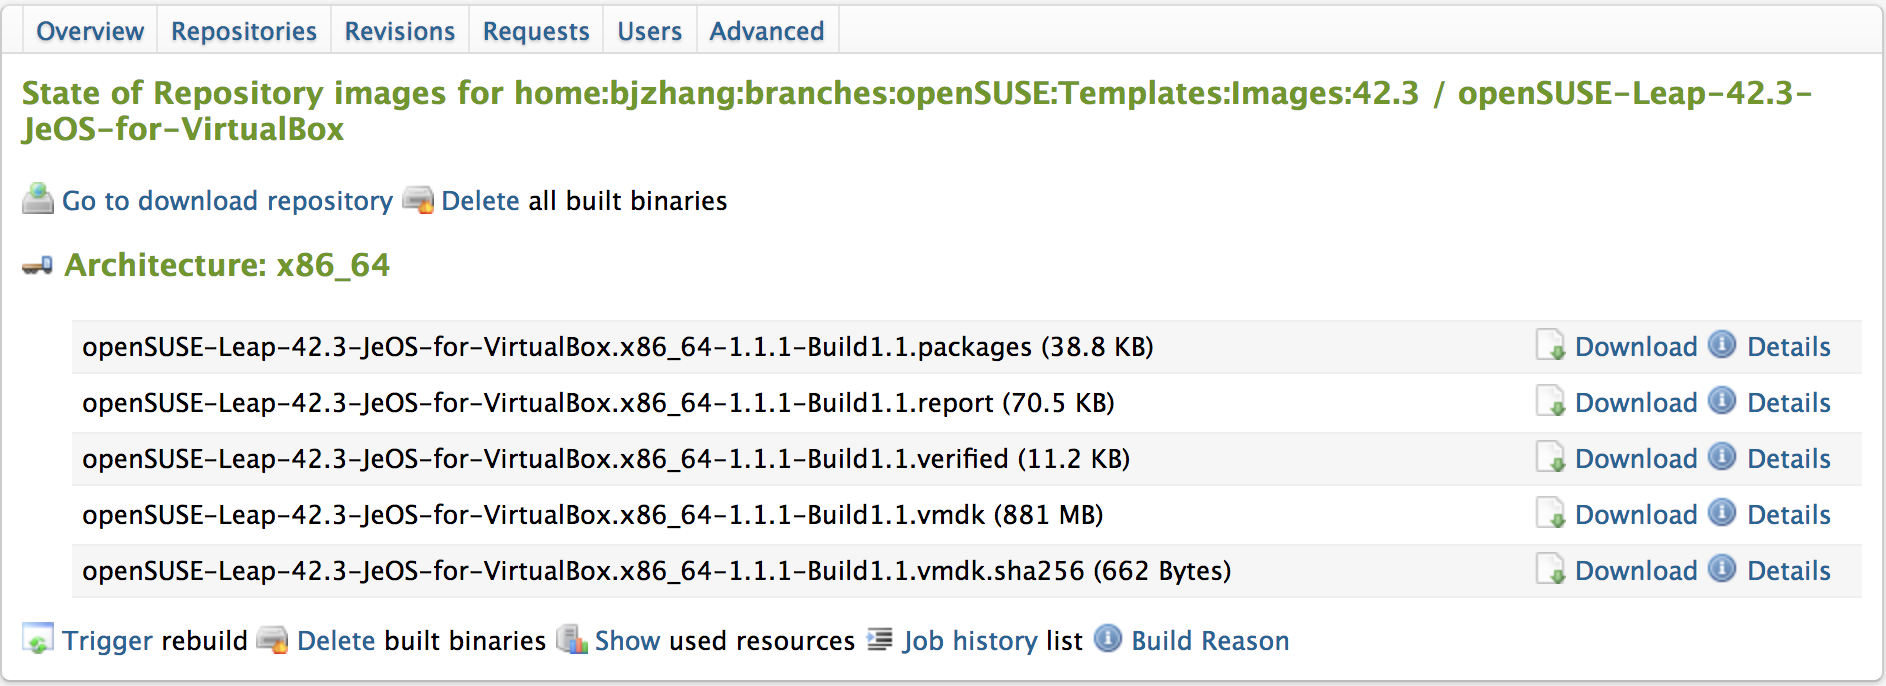 Overview Repositories Revisions Requests Users Advanced
State of Repository images for home:bjzhang:branches:openSUSE:Templates:Images:42.3 / openSUSE-Leap-42.3-
JeOS-for-VirtualBox
Go to download repository Delete all built binaries
Architecture: x86_64
openSUSE-Leap-42.3-JeOS-for-VirtualBox.x86_64-1.1.1-Build1.1.packages (38.8 KB) Download Details
openSUSE-Leap-42.3-JeOS-for-VirtualBox.x86_64-1.1.1-Build1.1.report (70.5 KB) Download Details
openSUSE-Leap-42.3-JeOS-for-VirtualBox.x86_64-1.1.1-Build1.1.verified (11.2 KB) Download Details
openSUSE-Leap-42.3-JeOS-for-VirtualBox.x86_64-1.1.1-Build1.1.vmdk (881 MB) Download Details
openSUSE-Leap-42.3-JeOS-for-VirtualBox.x86_64-1.1.1-Build1.1.vmdk.sha256 (662 Bytes) Download Details
Trigger rebuild Delete built binaries Show used resources Job history list Build Reason